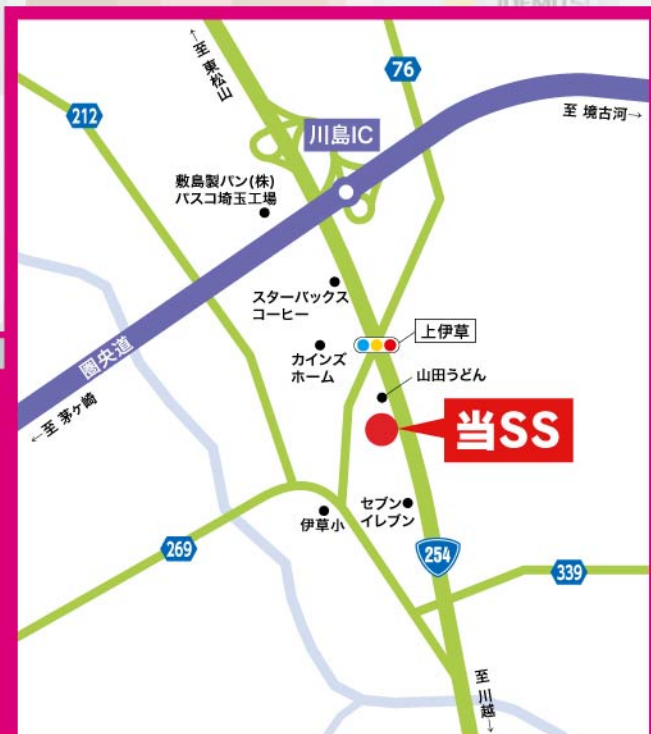 ←至 東松山
76
212
至 境古河→
川島IC
敷島製パン(株)
パスコ埼玉工場
スターバックス
コーヒー
上伊草
カインズ
ホーム
圏央道
山田うどん
←至 茅ヶ崎
当SS
セブン
イレブン
伊草小
269
254
339
至 川越→